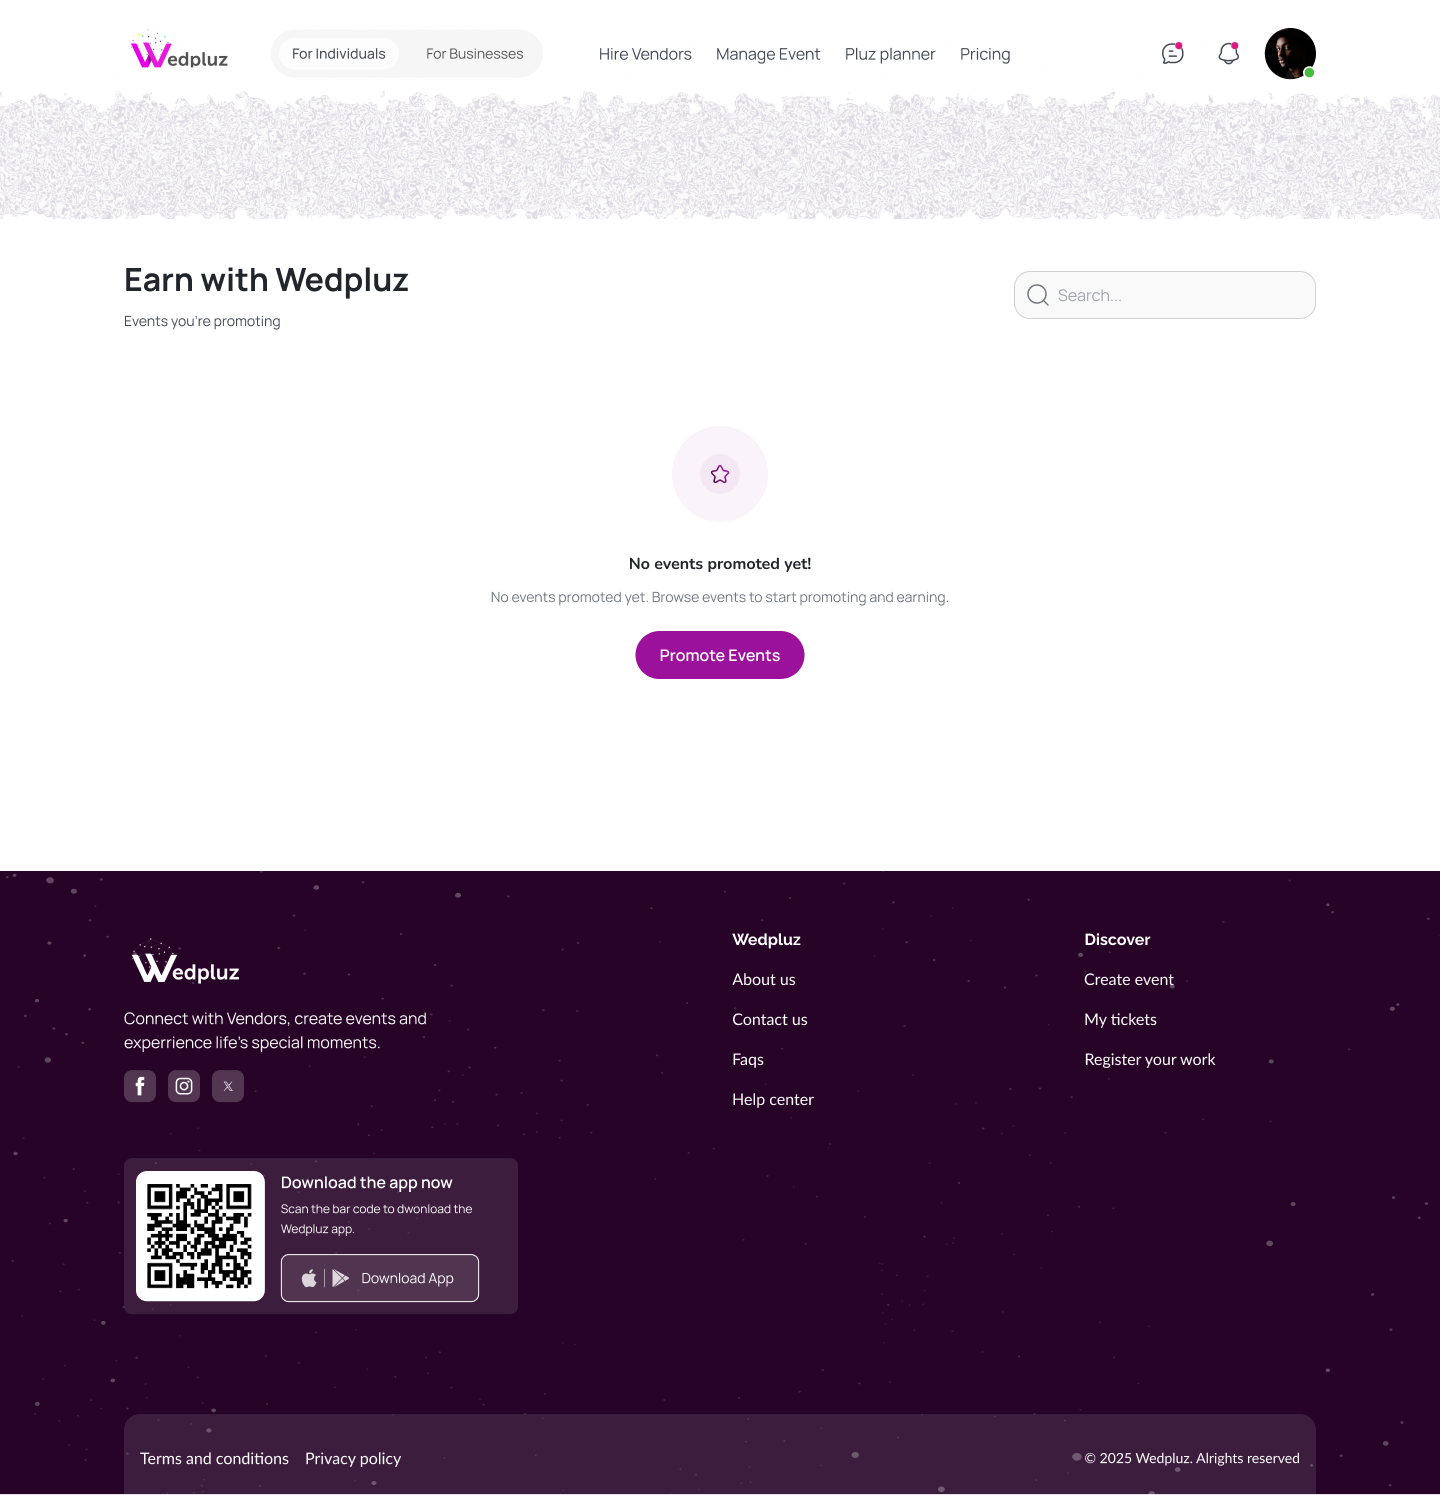 Wedpluz
For Individuals
For Businesses
Hire Vendors
Manage Event
Pluz planner
Pricing
Earn with Wedpluz
Events you're promoting
Search...
No events promoted yet!
No events promoted yet. Browse events to start promoting and earning.
Promote Events
Wedpluz
Connect with Vendors, create events and
experrience life's special moments.
Download the app now
Scan the bar code to dwonload the
Wedpluz app.
Download App
Wedpluz
About us
Contact us
Faqs
Help center
Discover
Create event
My tickets
Register your work
Terms and conditions
Privacy policy
© 2025 Wedpluz. Alrights reserved